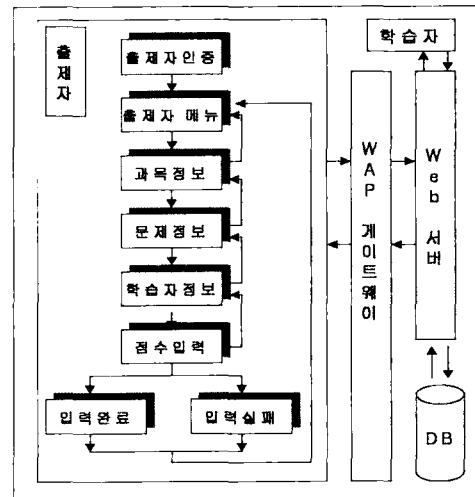 출제자
출제자인증
출제자 메뉴
과목정보
문제정보
학습자정보
점수입력
입력완료
입력실패
WAP 게이트웨이
학습자
Web 서버
DB